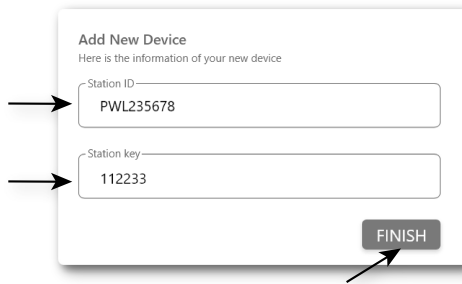 Add New Device
Here is the information of your new device
Station ID
PWL235678
Station key
112233
FINISH